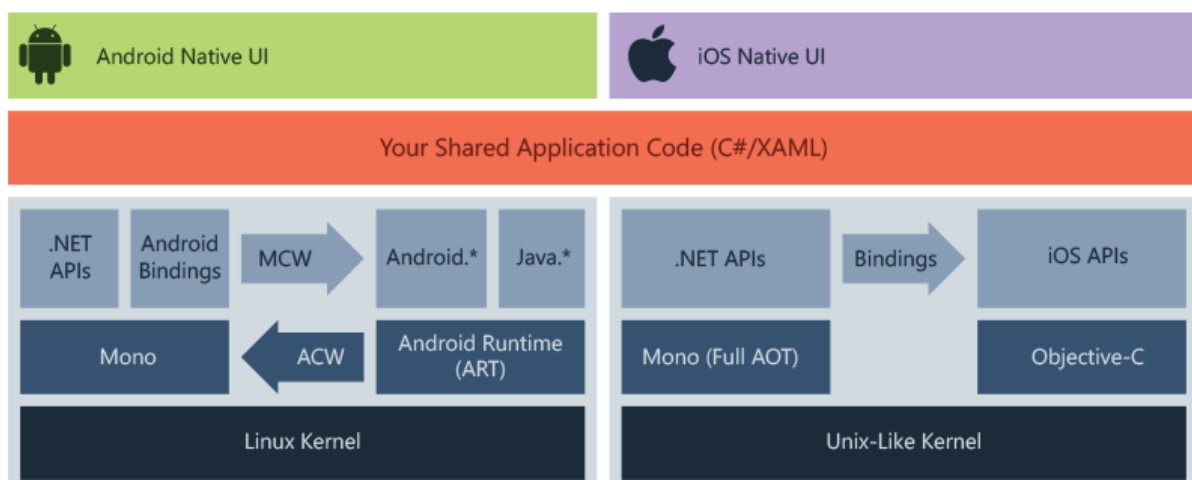 Android Native UI
iOS Native UI
Your Shared Application Code (C#/XAML)
.NET
APIs
Android
Bindings
MCW
Android.*
Java.*
Mono
ACW
Android Runtime
(ART)
Linux Kernel
.NET APIs
Bindings
iOS APIs
Mono (Full AOT)
Objective-C
Unix-Like Kernel